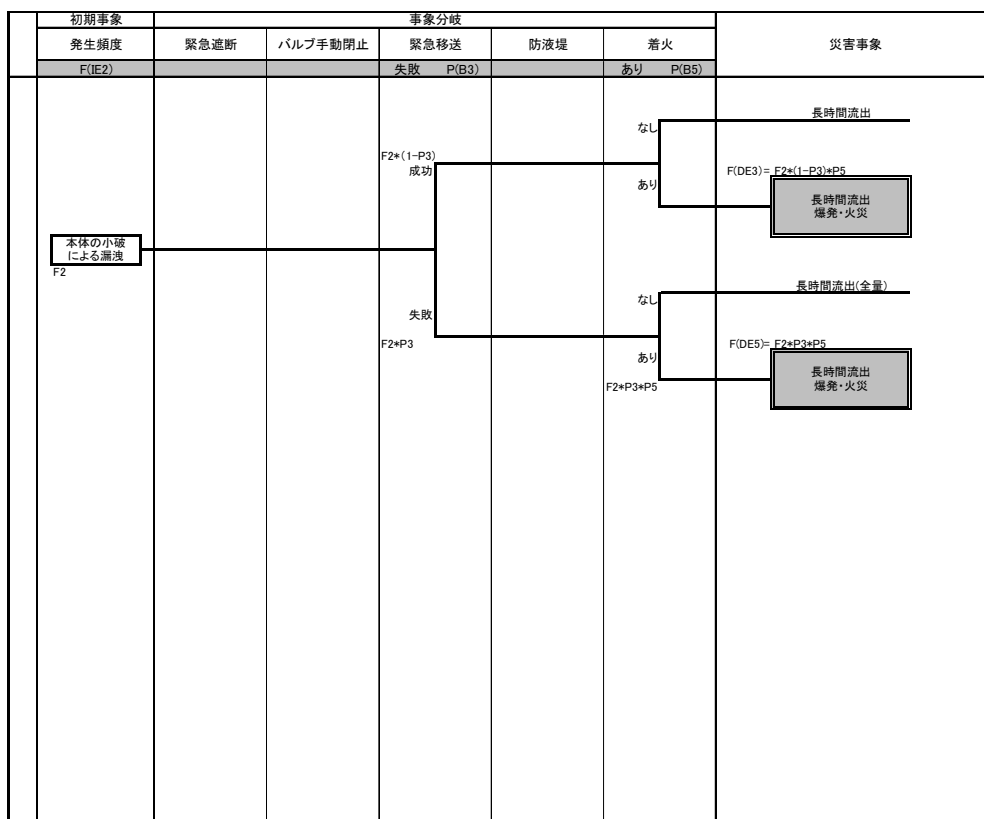 初期事象
事象分岐
災害事象
発生頻度
緊急遮断
バルブ手動閉止
緊急移送
防液堤
着火
F(IE2)
失敗 P(B3)
あり P(B5)
長時間流出
なし
F2*(1-P3)
成功
あり
F(DE3)= F2*(1-P3)*P5
長時間流出
爆発・火災
本体の小破
による漏洩
F2
長時間流出(全量)
なし
失敗
F2*P3
あり
F(DE5)= F2*P3*P5
長時間流出
爆発・火災
F2*P3*P5